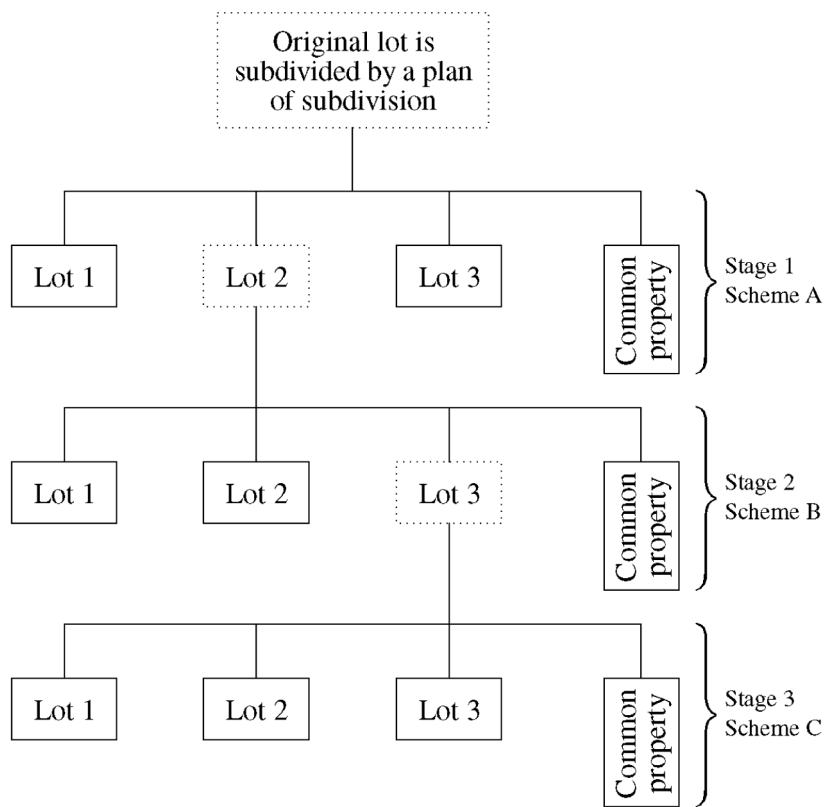 Original lot is
subdivided by a plan
of subdivision
Lot 1
Lot 2
Lot 3
Common
property
Stage 1
Scheme A
Lot 1
Lot 2
Lot 3
Common
property
Stage 2
Scheme B
Lot 1
Lot 2
Lot 3
Common
property
Stage 3
Scheme C